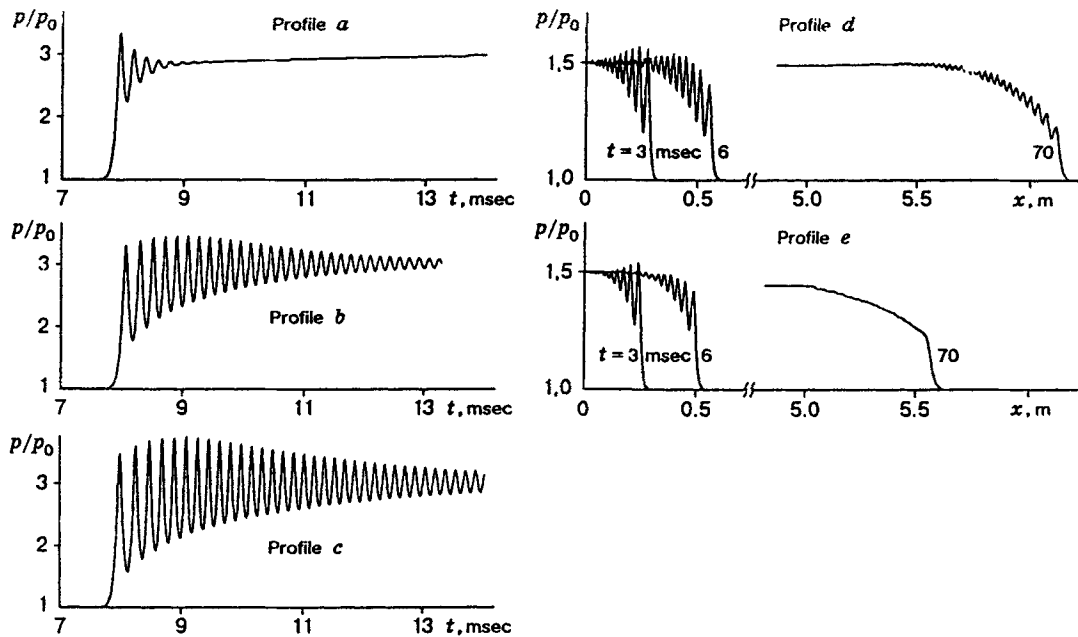 p/p₀
Profile a
3
2
1
7
9
11
13
t, msec
p/p₀
Profile b
3
2
1
7
9
11
13
t, msec
p/p₀
Profile c
3
2
1
7
9
11
13
t, msec
p/p₀
Profile d
1,5
t = 3 msec 6
70
1,0
0
0.5
5.0
5.5
x, m
p/p₀
Profile e
1,5
t = 3 msec 6
70
1,0
0
0.5
5.0
5.5
x, m